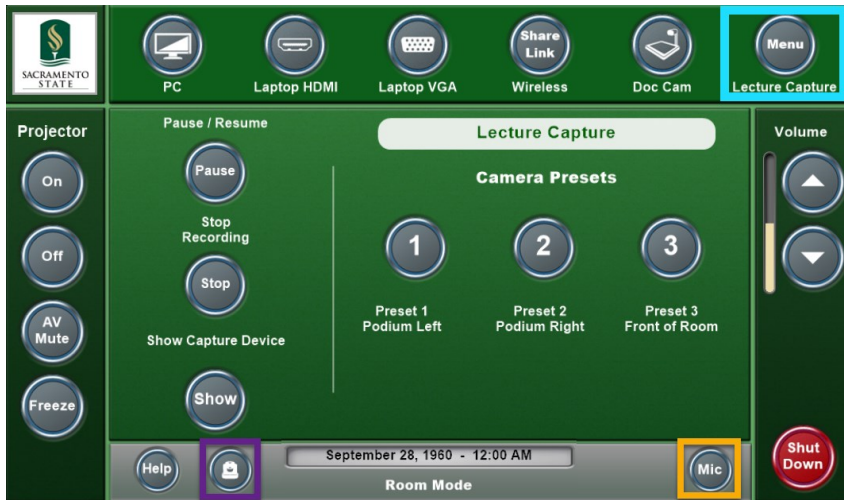 SACRAMENTO
STATE
PC
Laptop HDMI
Laptop VGA
Share
Link
Wireless
Doc Cam
Menu
Lecture Capture
Projector
On
Off
AV
Mute
Freeze
Pause / Resume
Pause
Stop
Recording
Stop
Show Capture Device
Show
Lecture Capture
Camera Presets
1
2
3
Preset 1
Podium Left
Preset 2
Podium Right
Preset 3
Front of Room
Volume
Shut
Down
Help
September 28, 1960 - 12:00 AM
Room Mode
Mic